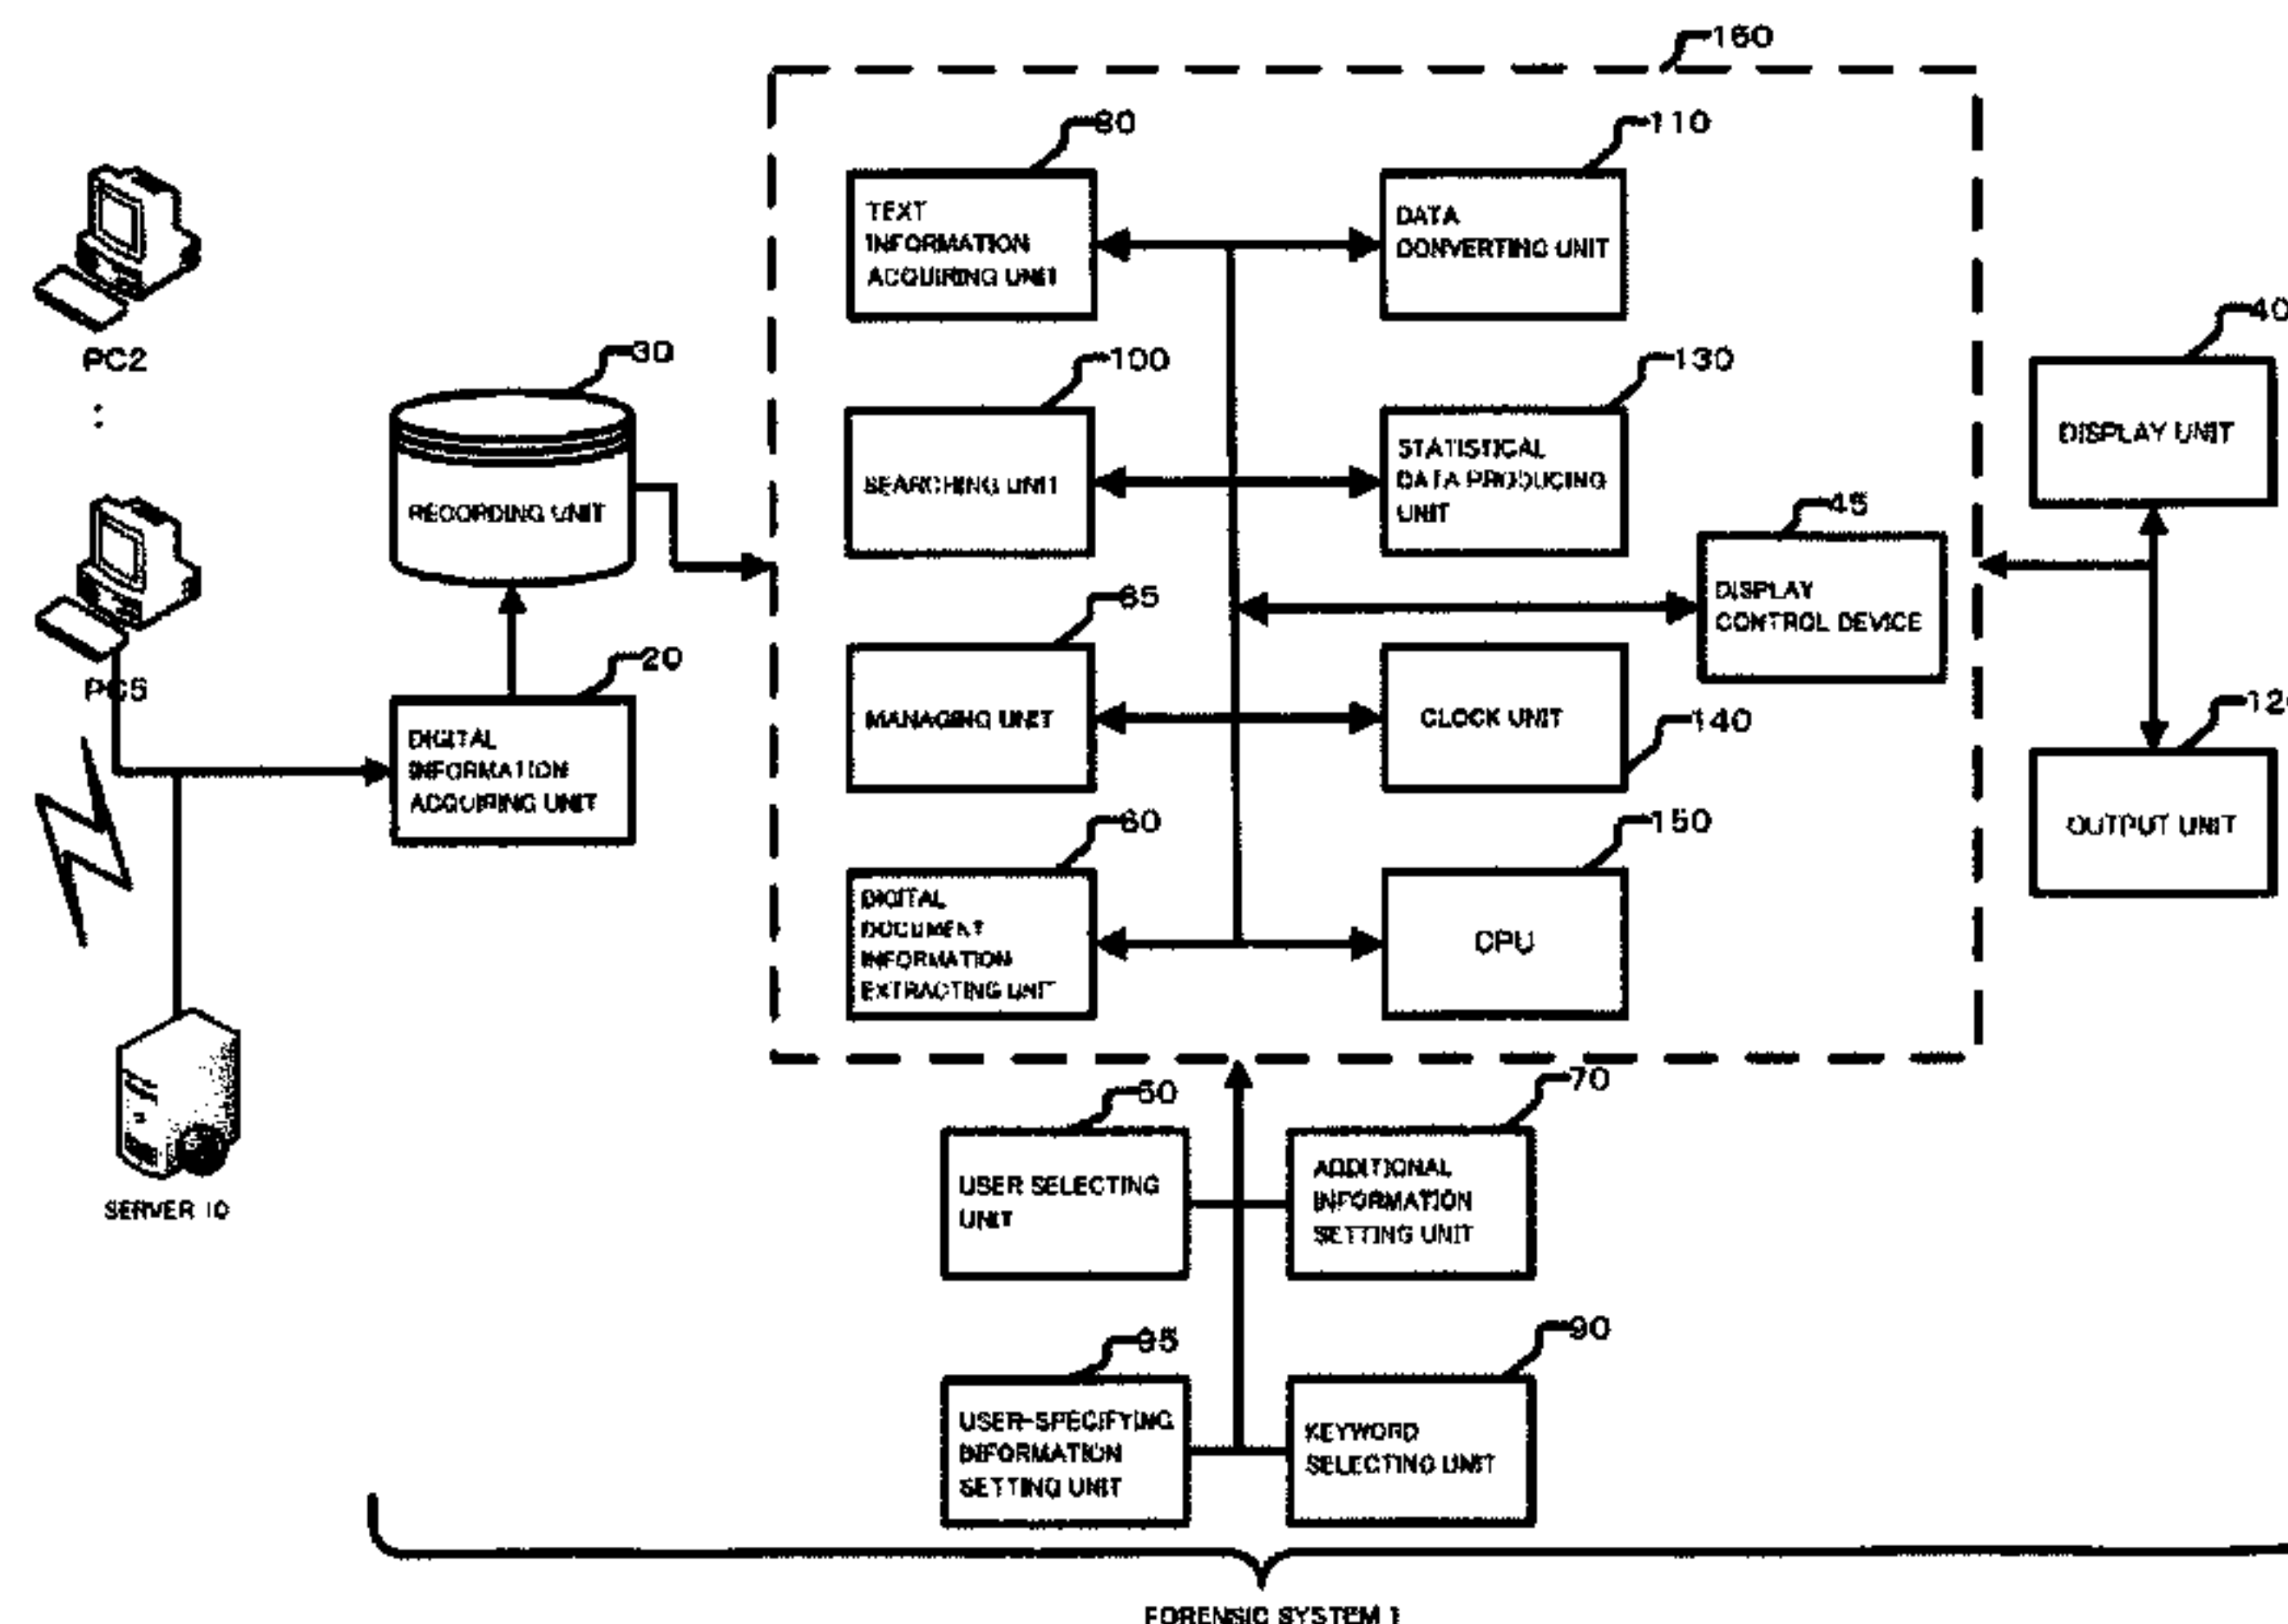 160
80
110
TEXT
INFORMATION
ACQUIRING UNIT
DATA
CONVERTING UNIT
PC2
30
100
130
40
RECORDING UNIT
SEARCHING UNIT
STATISTICAL
DATA PRODUCING
UNIT
DISPLAY UNIT
45
DISPLAY
CONTROL DEVICE
PC5
20
DIGITAL
INFORMATION
ACQUIRING UNIT
MANAGING UNIT
CLOCK UNIT
140
OUTPUT UNIT
60
150
DIGITAL
DOCUMENT
INFORMATION
EXTRACTING UNIT
CPU
SERVER 10
70
USER SELECTING
UNIT
ADDITIONAL
INFORMATION
SETTING UNIT
90
USER-SPECIFYING
INFORMATION
SETTING UNIT
KEYWORD
SELECTING UNIT
FORENSIC SYSTEM 1